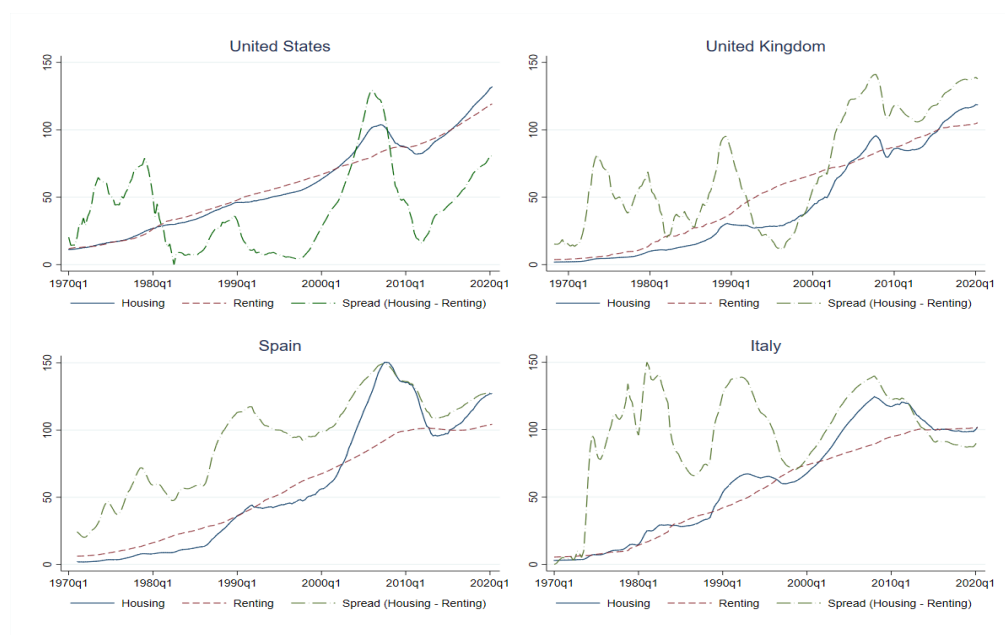 United States
150
100
50
0
1970q1 1980q1 1990q1 2000q1 2010q1 2020q1
Housing Renting Spread (Housing - Renting)
United Kingdom
150
100
50
0
1970q1 1980q1 1990q1 2000q1 2010q1 2020q1
Housing Renting Spread (Housing - Renting)
Spain
150
100
50
0
1970q1 1980q1 1990q1 2000q1 2010q1 2020q1
Housing Renting Spread (Housing - Renting)
Italy
150
100
50
0
1970q1 1980q1 1990q1 2000q1 2010q1 2020q1
Housing Renting Spread (Housing - Renting)